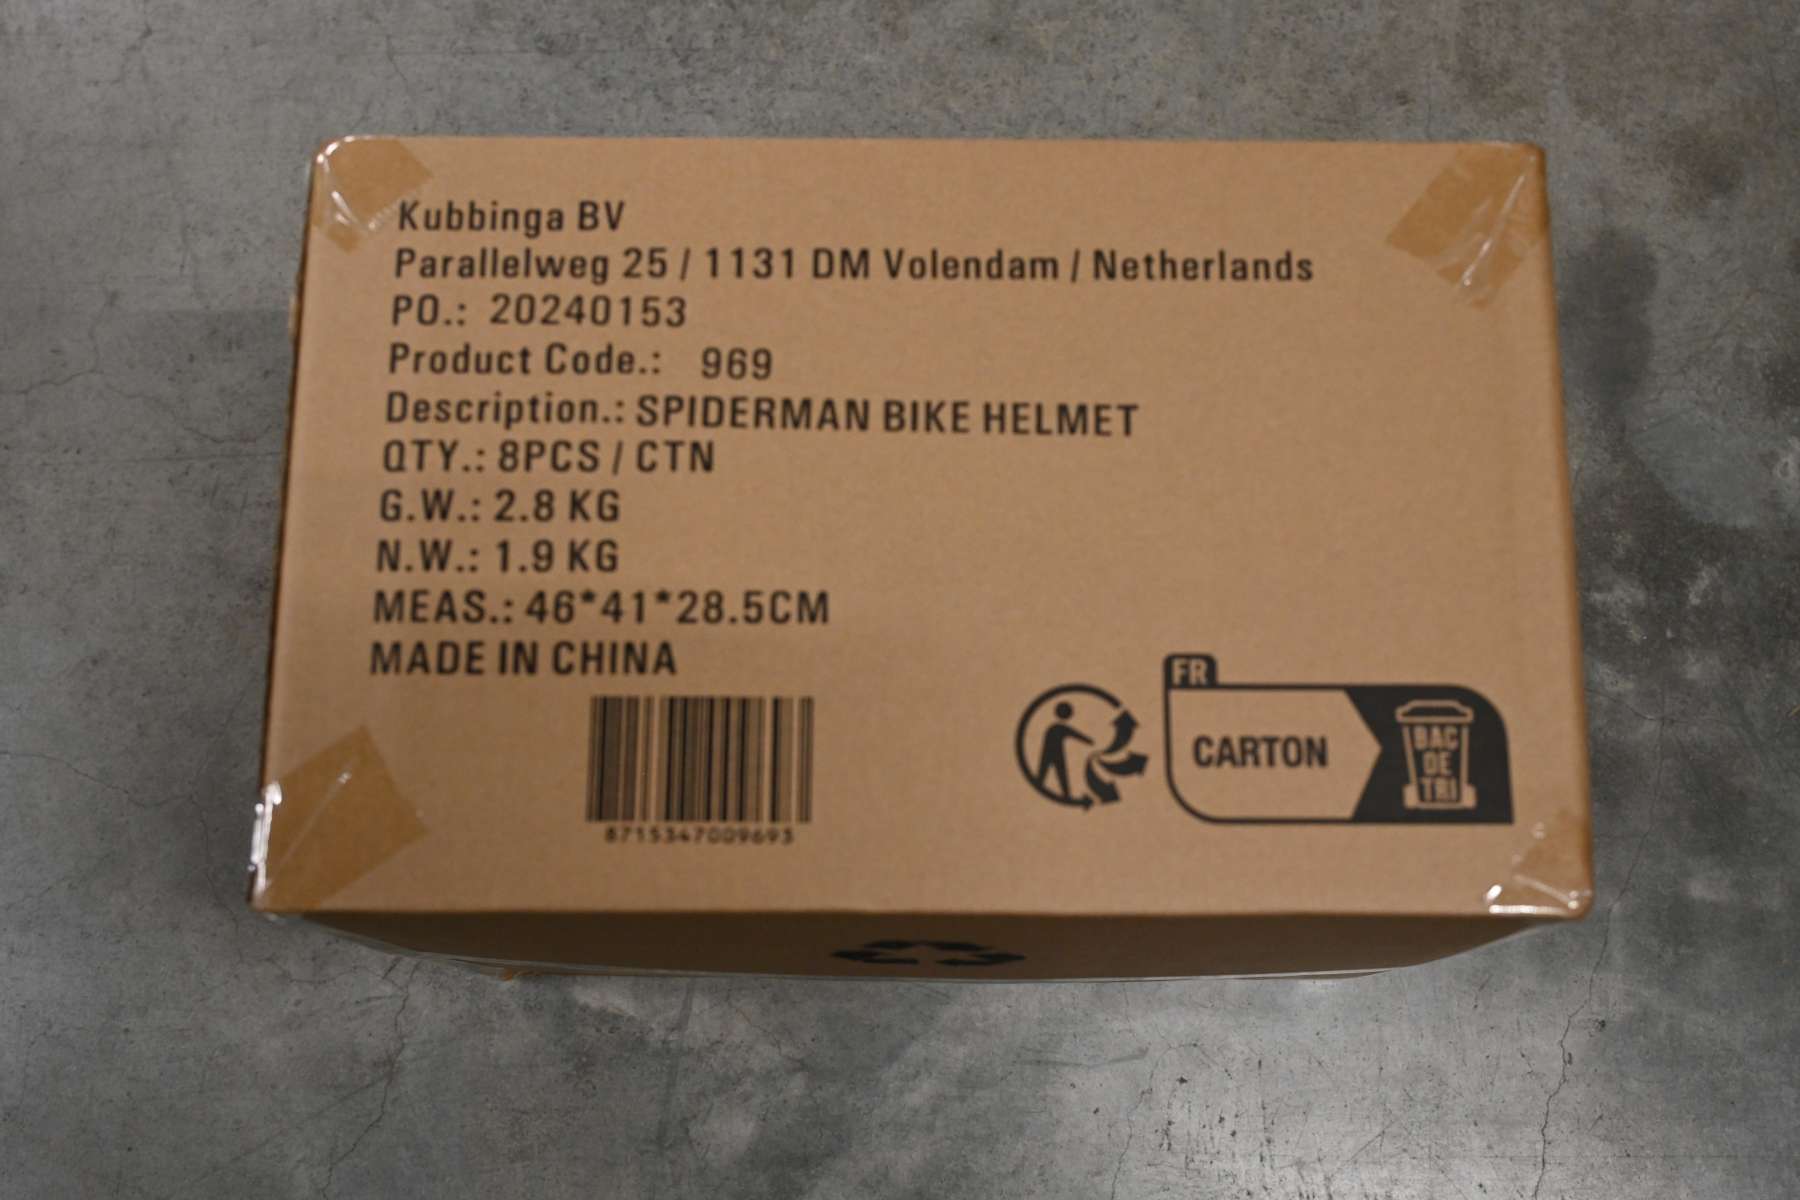 Kubbinga BV
Parallelweg 25 / 1131 DM Volendam / Netherlands
PO.: 20240153
Product Code.: 969
Description.: SPIDERMAN BIKE HELMET
QTY.: 8PCS / CTN
G.W.: 2.8 KG
N.W.: 1.9 KG
MEAS.: 46*41*28.5CM
MADE IN CHINA
8715347009693
FR
CARTON
BAC
DE
TRI